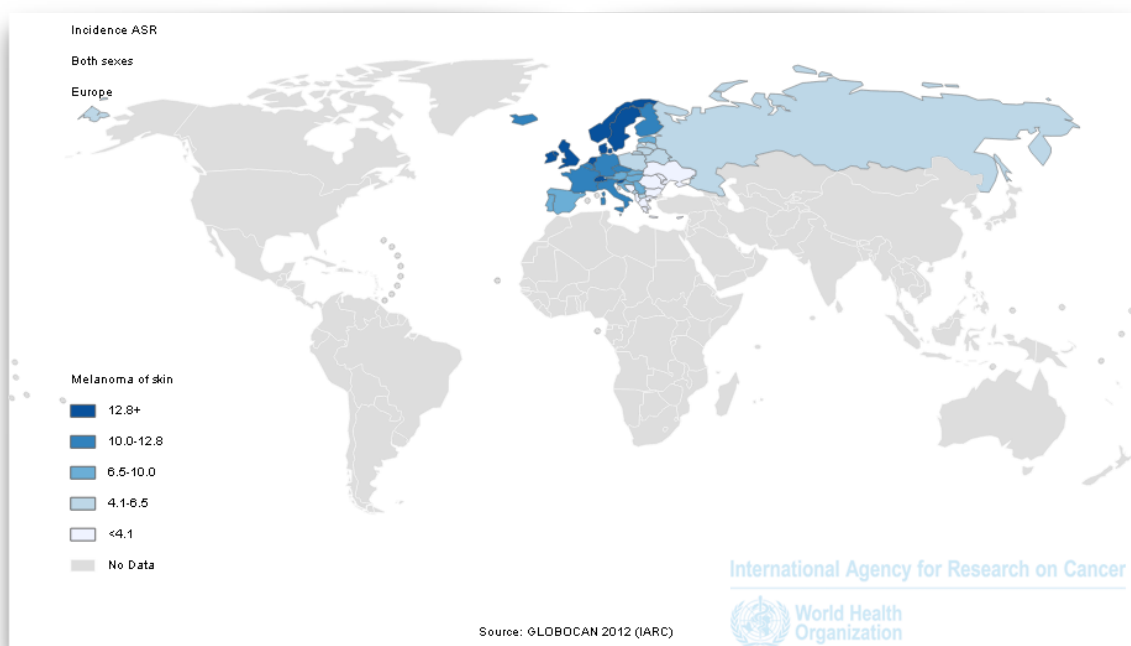 Incidence ASR
Both sexes
Europe
Melanoma of skin
12.8+
10.0-12.8
6.5-10.0
4.1-6.5
<4.1
No Data
International Agency for Research on Cancer
World Health
Organization
Source: GLOBOCAN 2012 (IARC)